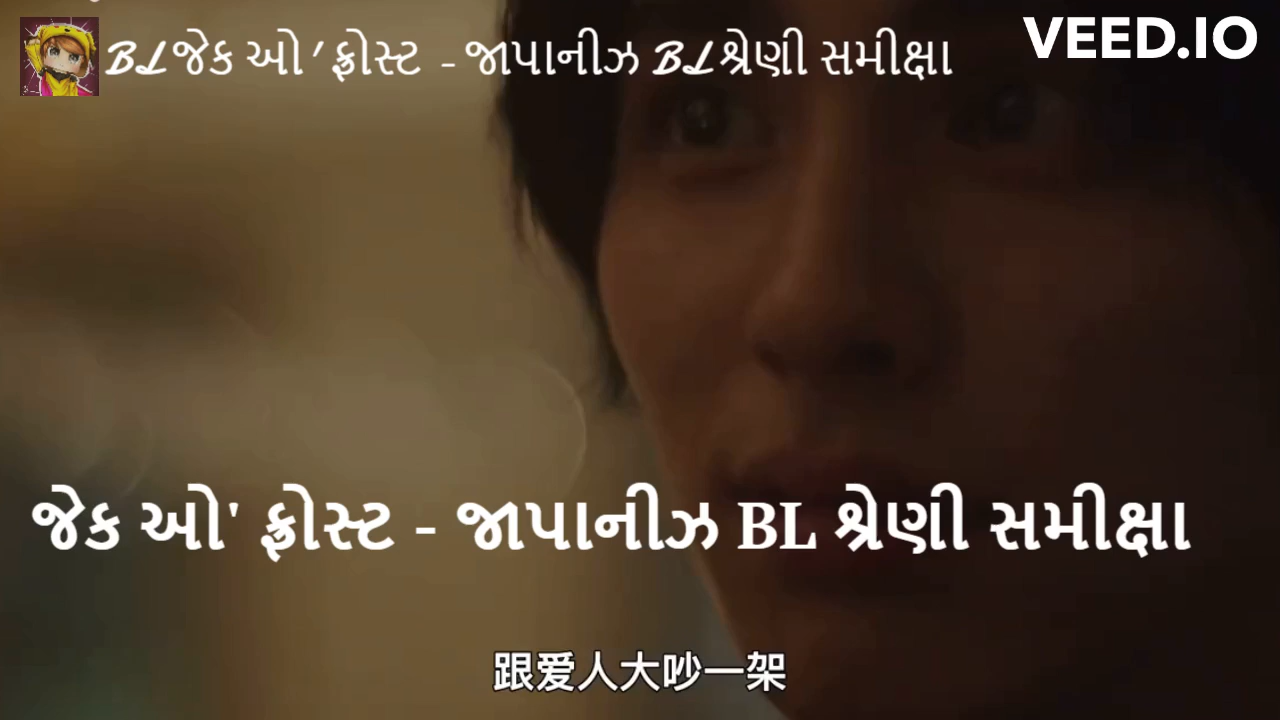 BLજેક ઓ' ફ્રોસ્ટ - જાપાનીઝ BLશ્રેણી સમીક્ષા
VEED.IO
જેક ઓ' ફ્રોસ્ટ - જાપાનીઝ BL શ્રેણી સમીક્ષા
跟爱人大吵一架